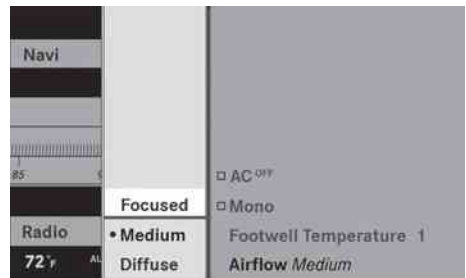 Navi
85
AC OFF
Focused
Mono
Radio
• Medium
Footwell Temperature 1
72°F
Diffuse
Airflow Medium